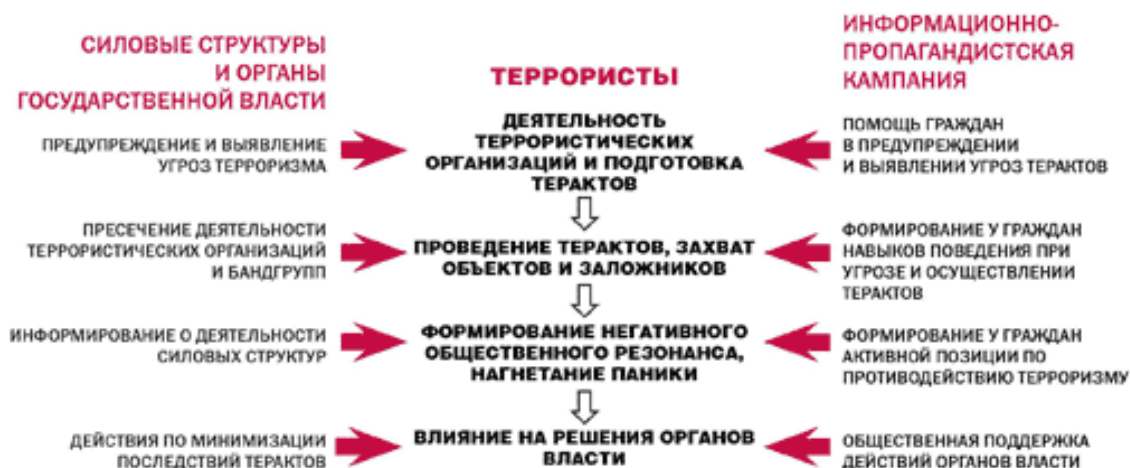 СИЛОВЫЕ СТРУКТУРЫ
И ОРГАНЫ
ГОСУДАРСТВЕННОЙ ВЛАСТИ
ТЕРРОРИСТЫ
ИНФОРМАЦИОННО-
ПРОПАГАНДИСТСКАЯ
КАМПАНИЯ
ПРЕДУПРЕЖДЕНИЕ И ВЫЯВЛЕНИЕ
УГРОЗ ТЕРРОРИЗМА
ДЕЯТЕЛЬНОСТЬ
ТЕРРОРИСТИЧЕСКИХ
ОРГАНИЗАЦИЙ И ПОДГОТОВКА
ТЕРАКТОВ
ПОМОЩЬ ГРАЖДАН
В ПРЕДУПРЕЖДЕНИИ
И ВЫЯВЛЕНИИ УГРОЗ ТЕРАКТОВ
ПРЕСЕЧЕНИЕ ДЕЯТЕЛЬНОСТИ
ТЕРРОРИСТИЧЕСКИХ ОРГАНИЗАЦИЙ
И БАНДГРУПП
ПРОВЕДЕНИЕ ТЕРАКТОВ, ЗАХВАТ
ОБЪЕКТОВ И ЗАЛОЖНИКОВ
ФОРМИРОВАНИЕ У ГРАЖДАН
НАВЫКОВ ПОВЕДЕНИЯ ПРИ
УГРОЗЕ И ОСУЩЕСТВЛЕНИИ
ТЕРАКТОВ
ИНФОРМИРОВАНИЕ О ДЕЯТЕЛЬНОСТИ
СИЛОВЫХ СТРУКТУР
ФОРМИРОВАНИЕ НЕГАТИВНОГО
ОБЩЕСТВЕННОГО РЕЗОНАНСА,
НАГНЕТАНИЕ ПАНИКИ
ФОРМИРОВАНИЕ У ГРАЖДАН
АКТИВНОЙ ПОЗИЦИИ ПО
ПРОТИВОДЕЙСТВИЮ ТЕРРОРИЗМУ
ДЕЙСТВИЯ ПО МИНИМИЗАЦИИ
ПОСЛЕДСТВИЙ ТЕРАКТОВ
ВЛИЯНИЕ НА РЕШЕНИЯ ОРГАНОВ
ВЛАСТИ
ОБЩЕСТВЕННАЯ ПОДДЕРЖКА
ДЕЙСТВИЙ ОРГАНОВ ВЛАСТИ